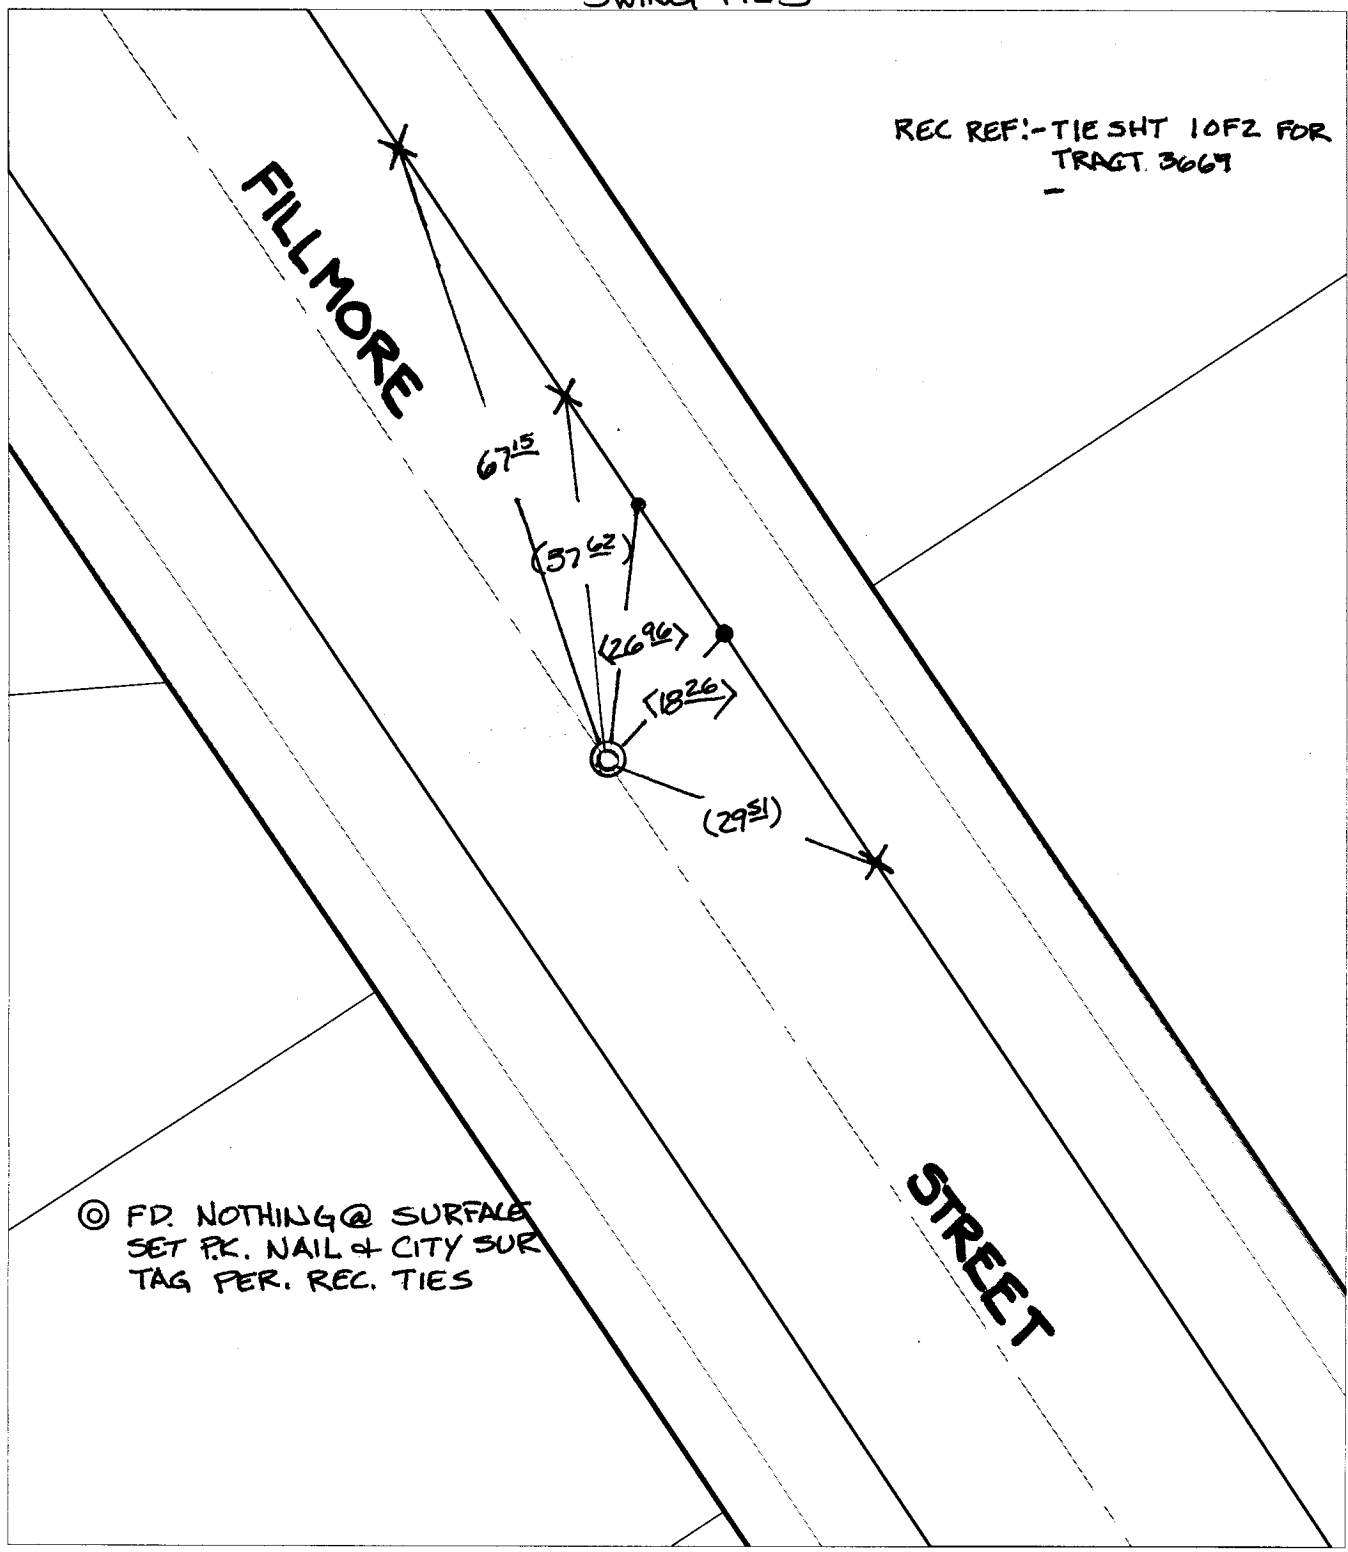 SWING TIES
REC REF:- TIE SHT 1 OF 2 FOR
TRACT. 3669
FILLMORE
67 15
(57 62)
<26 96>
<18 26>
(29 51)
STREET
◎ FD. NOTHING @ SURFACE
SET P.K. NAIL & CITY SUR
TAG PER. REC. TIES